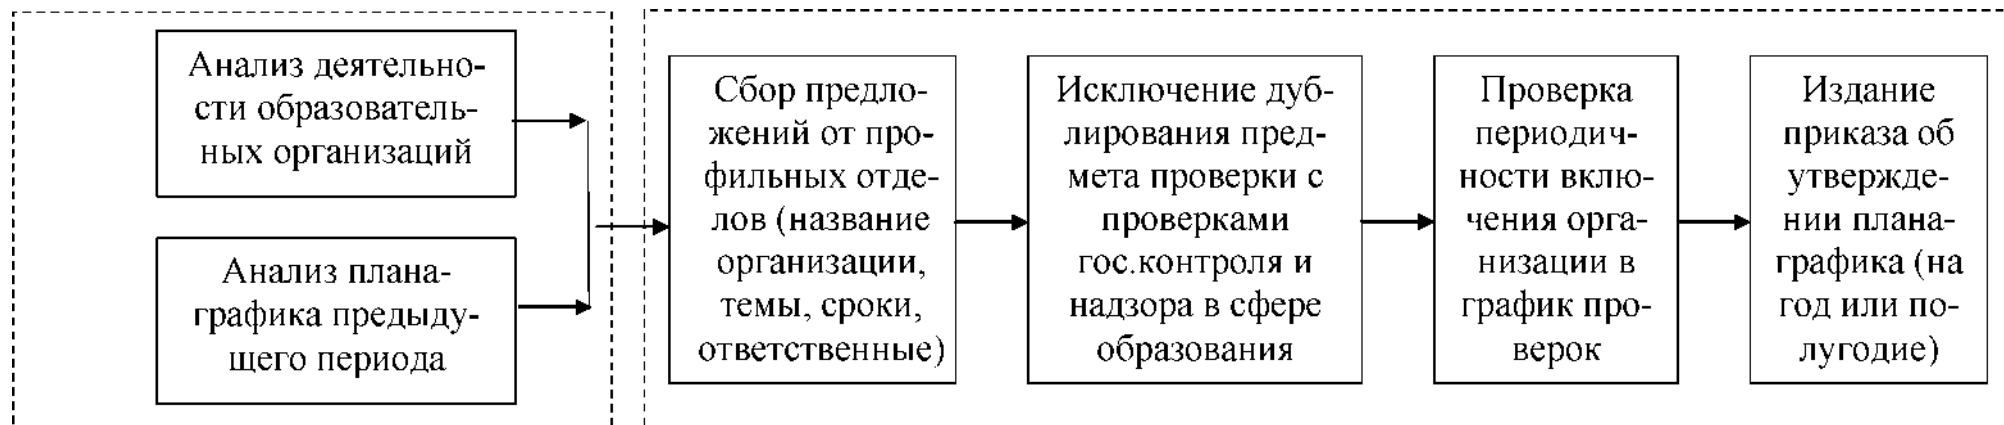 Анализ деятельно-
сти образователь-
ных организаций
Анализ плана-
графика предыду-
щего периода
Сбор предло-
жений от про-
фильных отде-
лов (название
организации,
темы, сроки,
ответственные)
Исключение дуб-
лирования пред-
мета проверки с
проверками
гос.контроля и
надзора в сфере
образования
Проверка
периодич-
ности вклю-
чения орга-
низации в
график про-
верок
Издание
приказа об
утвержде-
нии плана-
графика (на
год или по-
лугодие)